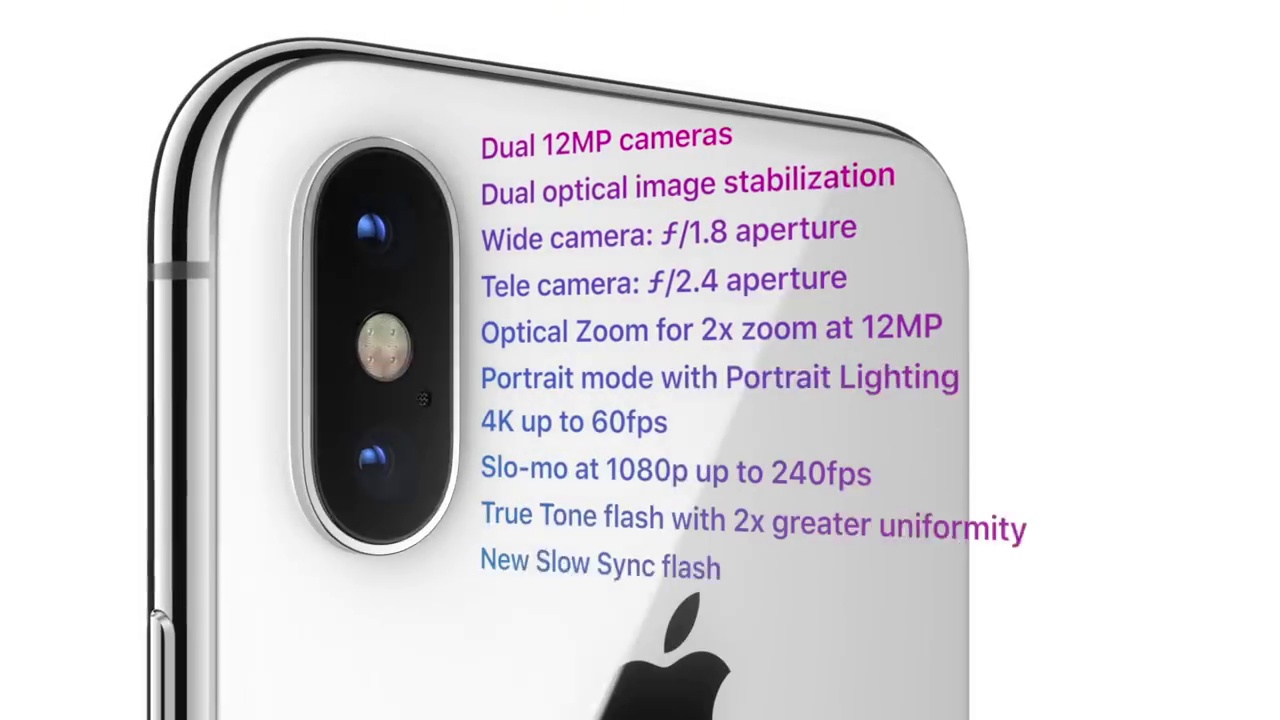 Dual 12MP cameras
Dual optical image stabilization
Wide camera: ƒ/1.8 aperture
Tele camera: ƒ/2.4 aperture
Optical Zoom for 2x zoom at 12MP
Portrait mode with Portrait Lighting
4K up to 60fps
Slo-mo at 1080p up to 240fps
True Tone flash with 2x greater uniformity
New Slow Sync flash